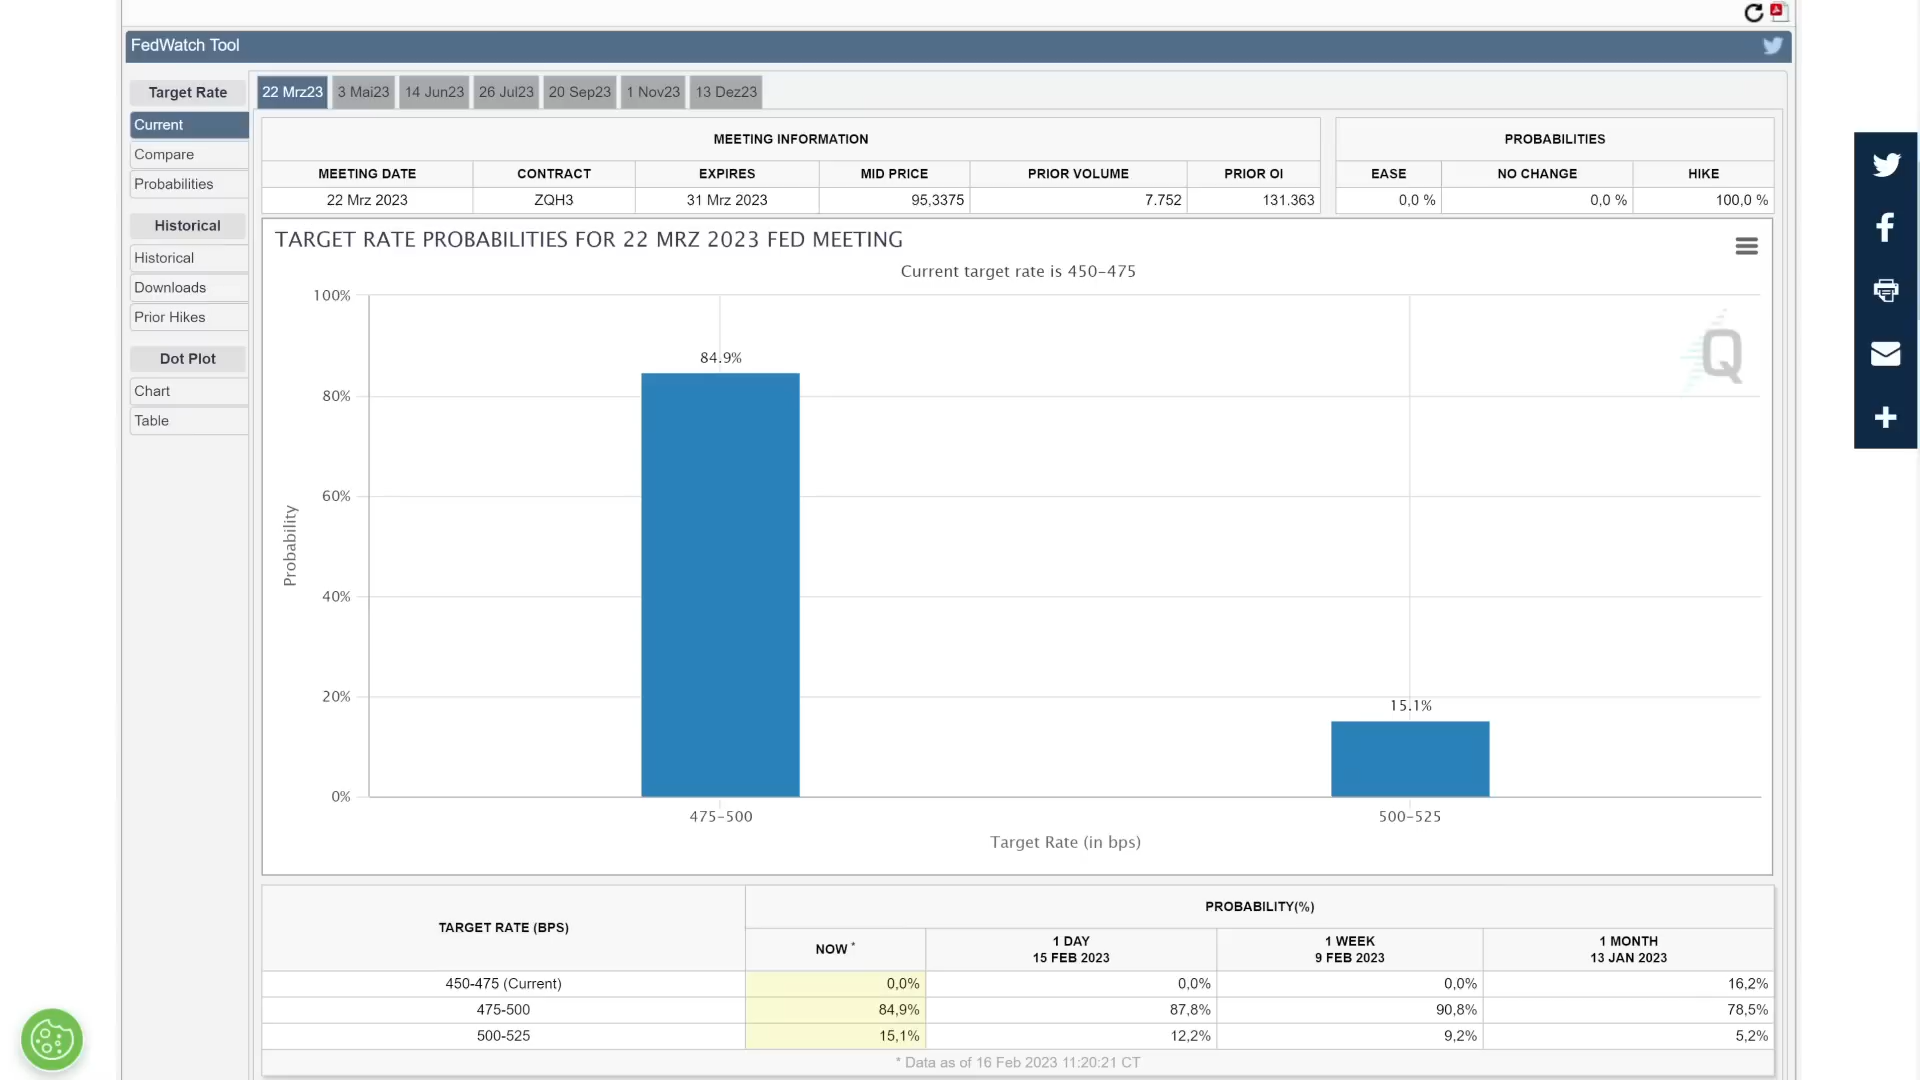 FedWatch Tool
Target Rate
Current
Compare
Probabilities
Historical
Historical
Downloads
Prior Hikes
Dot Plot
Chart
Table
22 Mrz23 3 Mai23 14 Jun23 26 Jul23 20 Sep23 1 Nov23 13 Dez23
MEETING INFORMATION
MEETING DATE CONTRACT EXPIRES MID PRICE PRIOR VOLUME PRIOR OI
22 Mrz 2023 ZQH3 31 Mrz 2023 95,3375 7.752 131.363
PROBABILITIES
EASE NO CHANGE HIKE
0,0 % 0,0 % 100,0 %
TARGET RATE PROBABILITIES FOR 22 MRZ 2023 FED MEETING
Current target rate is 450-475
100%
80%
60%
40%
20%
0%
Probability
84.9%
15.1%
475-500
500-525
Target Rate (in bps)
Q
TARGET RATE (BPS) PROBABILITY(%)
NOW * 1 DAY 15 FEB 2023 1 WEEK 9 FEB 2023 1 MONTH 13 JAN 2023
450-475 (Current) 0,0% 0,0% 0,0% 16,2%
475-500 84,9% 87,8% 90,8% 78,5%
500-525 15,1% 12,2% 9,2% 5,2%
* Data as of 16 Feb 2023 11:20:21 CT